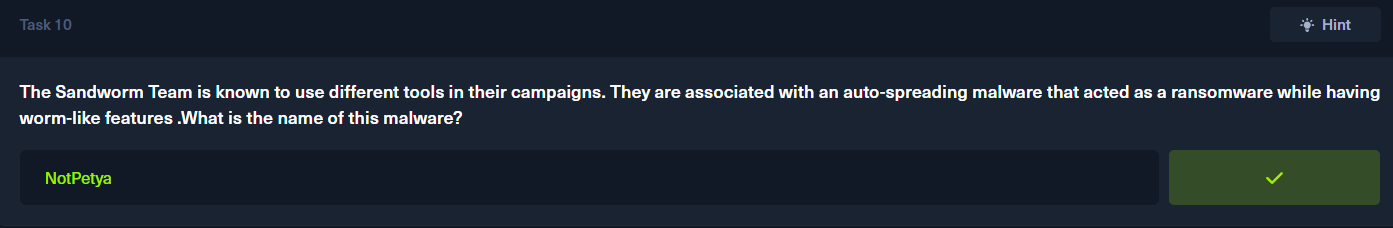 Task 10
Hint
The Sandworm Team is known to use different tools in their campaigns. They are associated with an auto-spreading malware that acted as a ransomware while having
worm-like features .What is the name of this malware?
NotPetya